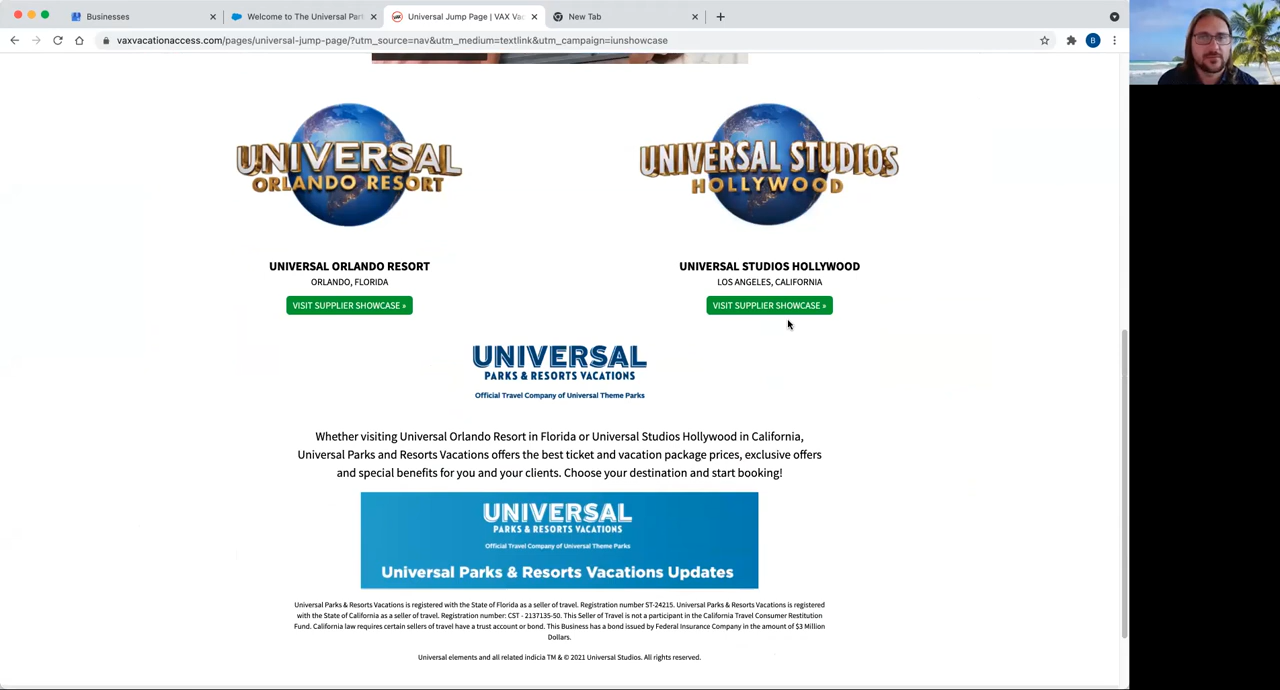 Businesses
Welcome to The Universal Par
Universal Jump Page | VAX Vac
New Tab
vaxvacationaccess.com/pages/universal-jump-page/?utm_source=nav&utm_medium=textlink&utm_campaign=iunshowcase
B
UNIVERSAL
ORLANDO RESORT
UNIVERSAL STUDIOS
HOLLYWOOD
UNIVERSAL ORLANDO RESORT
ORLANDO, FLORIDA
VISIT SUPPLIER SHOWCASE »
UNIVERSAL STUDIOS HOLLYWOOD
LOS ANGELES, CALIFORNIA
VISIT SUPPLIER SHOWCASE »
UNIVERSAL
PARKS & RESORTS VACATIONS
Official Travel Company of Universal Theme Parks
Whether visiting Universal Orlando Resort in Florida or Universal Studios Hollywood in California,
Universal Parks and Resorts Vacations offers the best ticket and vacation package prices, exclusive offers
and special benefits for you and your clients. Choose your destination and start booking!
UNIVERSAL
PARKS & RESORTS VACATIONS
Official Travel Company of Universal Theme Parks
Universal Parks & Resorts Vacations Updates
Universal Parks & Resorts Vacations is registered with the State of Florida as a seller of travel. Registration number ST-24215. Universal Parks & Resorts Vacations is registered
with the State of California as a seller of travel. Registration number: CST - 2137135-50. This Seller of Travel is not a participant in the California Travel Consumer Restitution
Fund. California law requires certain sellers of travel have a trust account or bond. This Business has a bond issued by Federal Insurance Company in the amount of $3 Million
Dollars.
Universal elements and all related indicia TM & © 2021 Universal Studios. All rights reserved.